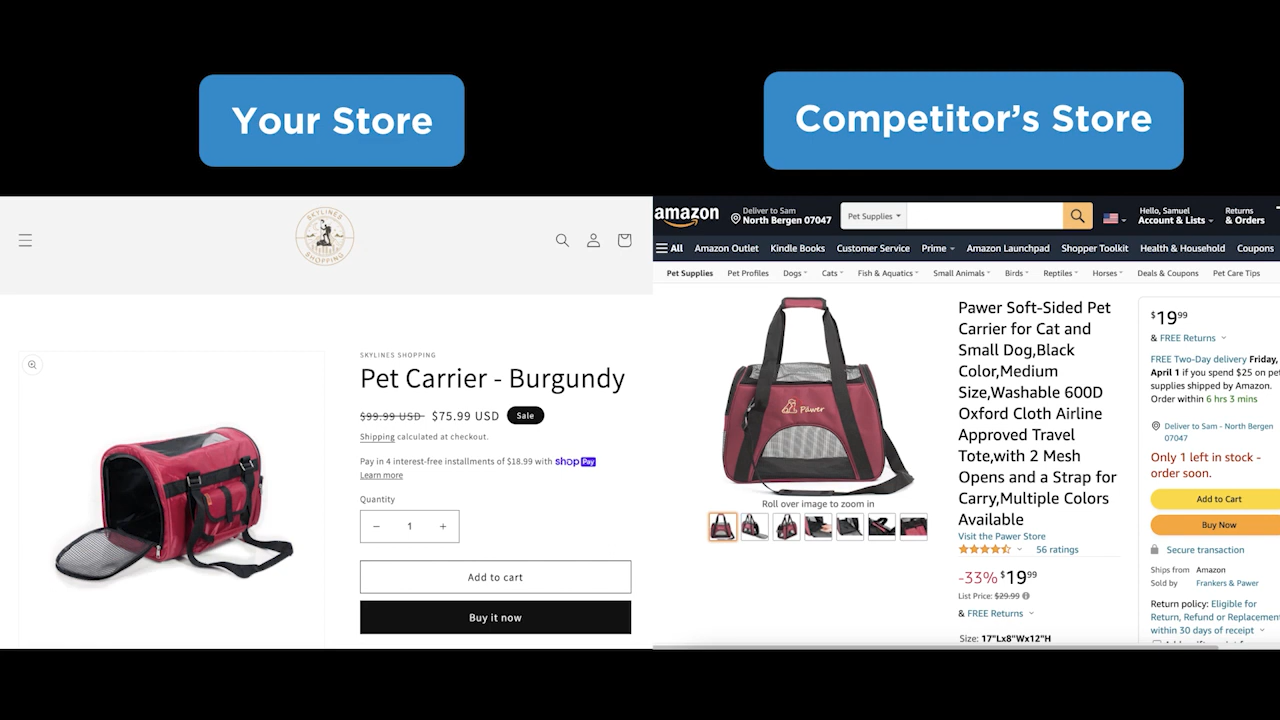 Your Store
Competitor's Store
SKYLINES
SHOPPING
SKYLINES SHOPPING
Pet Carrier - Burgundy
$99.99 USD $75.99 USD Sale
Shipping calculated at checkout.
Pay in 4 interest-free installments of $18.99 with shop Pay
Learn more
Quantity
− 1 +
Add to cart
Buy it now
amazon
Deliver to Sam
North Bergen 07047
Pet Supplies
Hello, Samuel
Account & Lists
Returns
& Orders
All Amazon Outlet Kindle Books Customer Service Prime Amazon Launchpad Shopper Toolkit Health & Household Coupons
Pet Supplies Pet Profiles Dogs Cats Fish & Aquatics Small Animals Birds Reptiles Horses Deals & Coupons Pet Care Tips
Pawer
Roll over image to zoom in
Pawer Soft-Sided Pet
Carrier for Cat and
Small Dog,Black
Color,Medium
Size,Washable 600D
Oxford Cloth Airline
Approved Travel
Tote,with 2 Mesh
Opens and a Strap for
Carry,Multiple Colors
Available
Visit the Pawer Store
56 ratings
-33% $19 99
List Price: $29.99
& FREE Returns
Size: 17"Lx8"Wx12"H
$19 99
& FREE Returns
FREE Two-Day delivery Friday,
April 1 if you spend $25 on pet
supplies shipped by Amazon.
Order within 6 hrs 3 mins
Deliver to Sam - North Bergen
07047
Only 1 left in stock -
order soon.
Add to Cart
Buy Now
Secure transaction
Ships from Amazon
Sold by Frankers & Pawer
Return policy: Eligible for
Return, Refund or Replacement
within 30 days of receipt